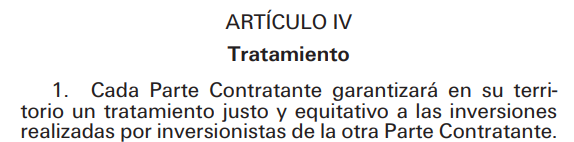 ARTÍCULO IV
Tratamiento
1. Cada Parte Contratante garantizará en su terri-
torio un tratamiento justo y equitativo a las inversiones
realizadas por inversionistas de la otra Parte Contratante.